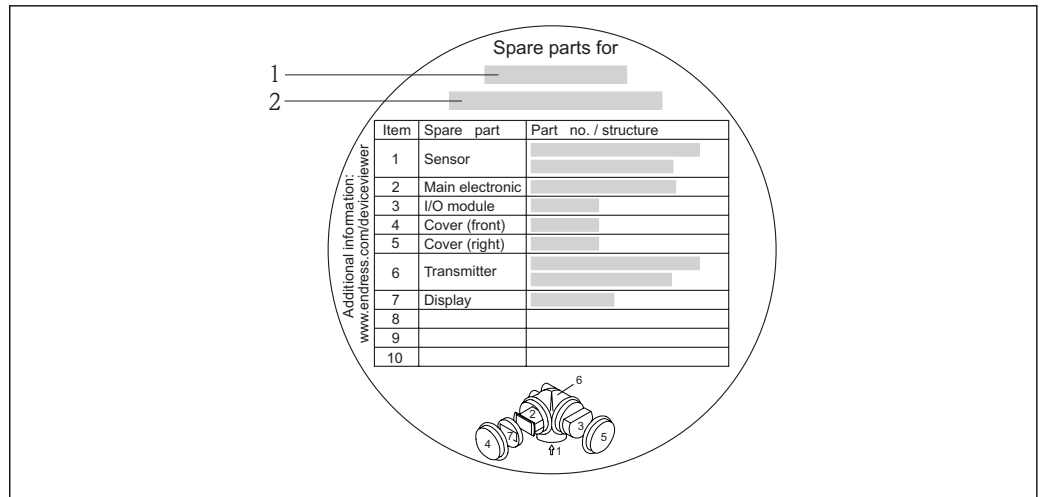 Spare parts for
1
2
Additional information:
www.endress.com/deviceviewer
Item Spare part Part no. / structure
1 Sensor
2 Main electronic
3 I/O module
4 Cover (front)
5 Cover (right)
6 Transmitter
7 Display
8
9
10
6
2
3
7
4
5
1